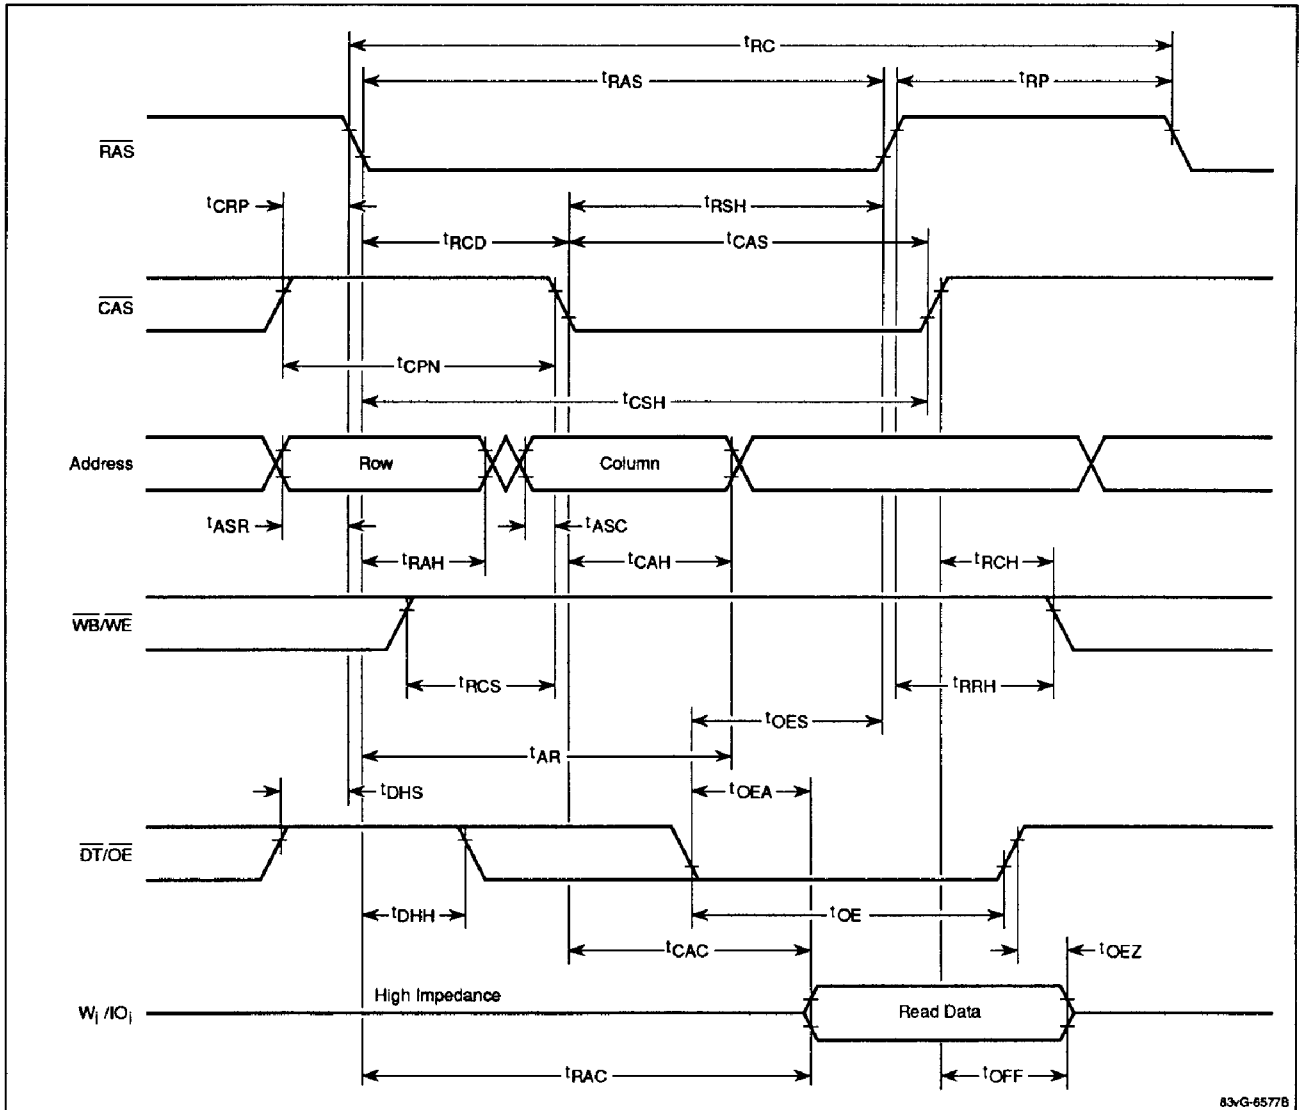 tRC
tRAS
tRP
RAS
tCRP
tRSH
tRCD
tCAS
CAS
tCPN
tCSH
Address
Row
Column
tASR
tASC
tRAH
tCAH
tRCH
WB/WE
tRCS
tRRH
tOES
tAR
tDHS
tOEA
DT/OE
tDHH
tOE
tCAC
tOEZ
High Impedance
Wi /IOi
Read Data
tRAC
tOFF
83vG-6577B